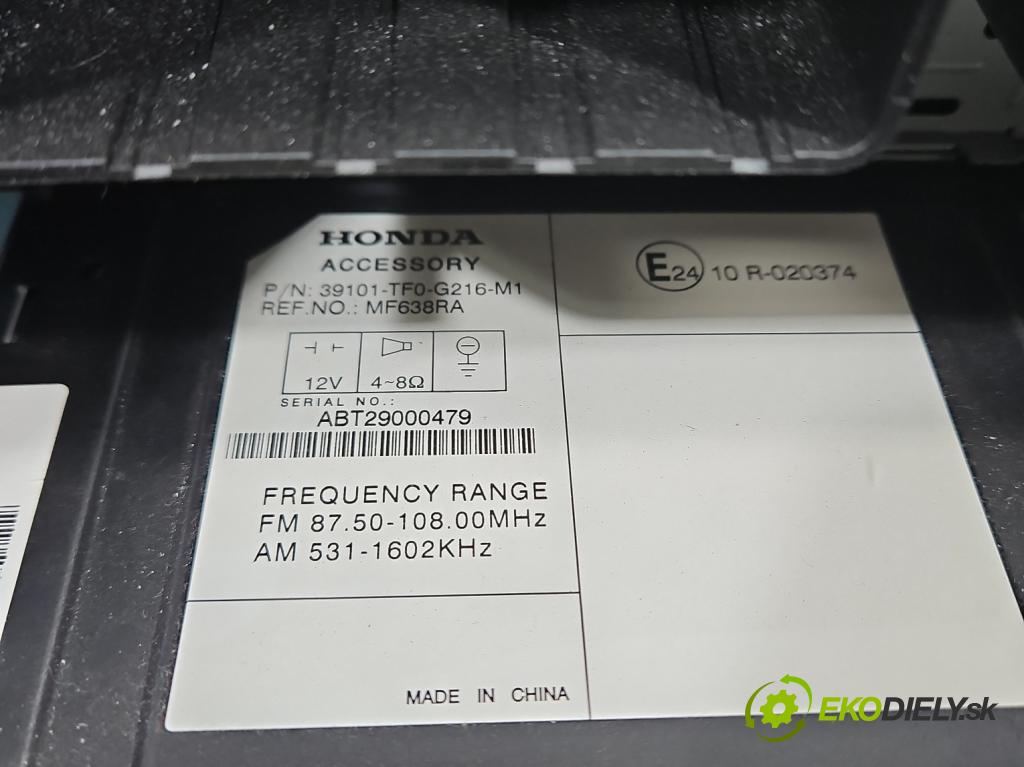 HONDA
ACCESSORY
P/N: 39101-TF0-G216-M1
REF.NO.: MF638RA
12V
4~8Ω
SERIAL NO.:
ABT29000479
FREQUENCY RANGE
FM 87.50-108.00MHz
AM 531-1602KHz
MADE IN CHINA
E24 10 R-020374
EKODIELY.sk